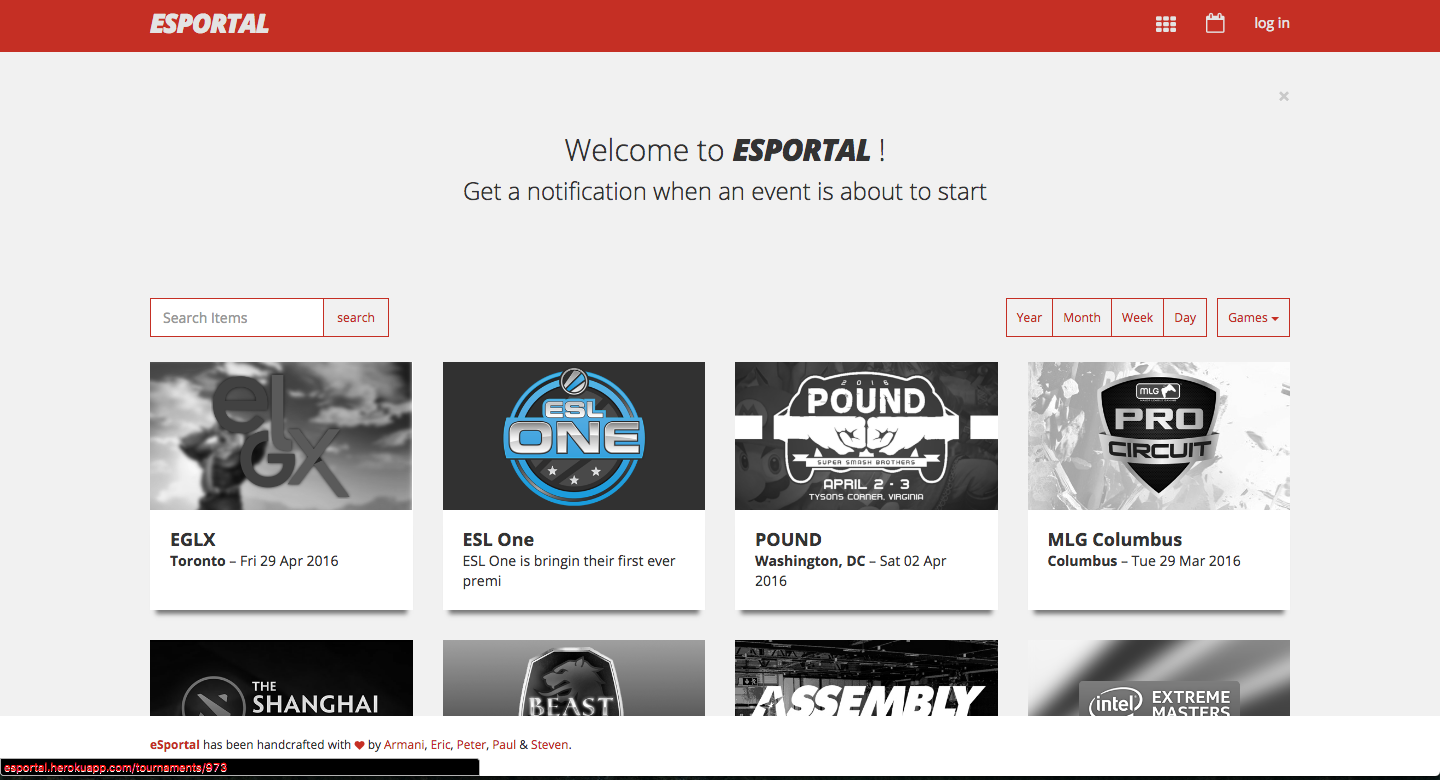 ESPORTAL
log in
×
Welcome to ESPORTAL !
Get a notification when an event is about to start
Search Items
search
Year
Month
Week
Day
Games
elGX
ESL
ONE
2016
POUND
SUPER SMASH BROTHERS
APRIL 2 - 3
TYSONS CORNER, VIRGINIA
MLG
PRO
CIRCUIT
EGLX
Toronto – Fri 29 Apr 2016
ESL One
ESL One is bringin their first ever
premi
POUND
Washington, DC – Sat 02 Apr
2016
MLG Columbus
Columbus – Tue 29 Mar 2016
THE
SHANGHAI
BEAST
ASSEMBLY
intel
EXTREME
MASTERS
eSportal has been handcrafted with ♥ by Armani, Eric, Peter, Paul & Steven.
esportal.herokuapp.com/tournaments/973